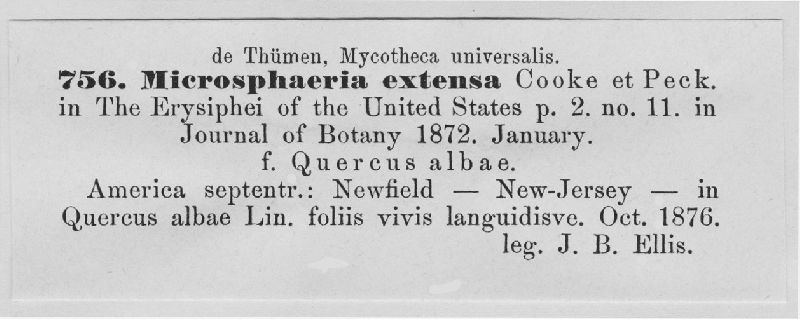 de Thümen, Mycotheca universalis.
756. Microsphaeria extensa Cooke et Peck.
in The Erysiphei of the United States p. 2. no. 11. in
Journal of Botany 1872. January.
f. Quercus albae.
America septentr.: Newfield — New-Jersey — in
Quercus albae Lin. foliis vivis languidisve. Oct. 1876.
leg. J. B. Ellis.